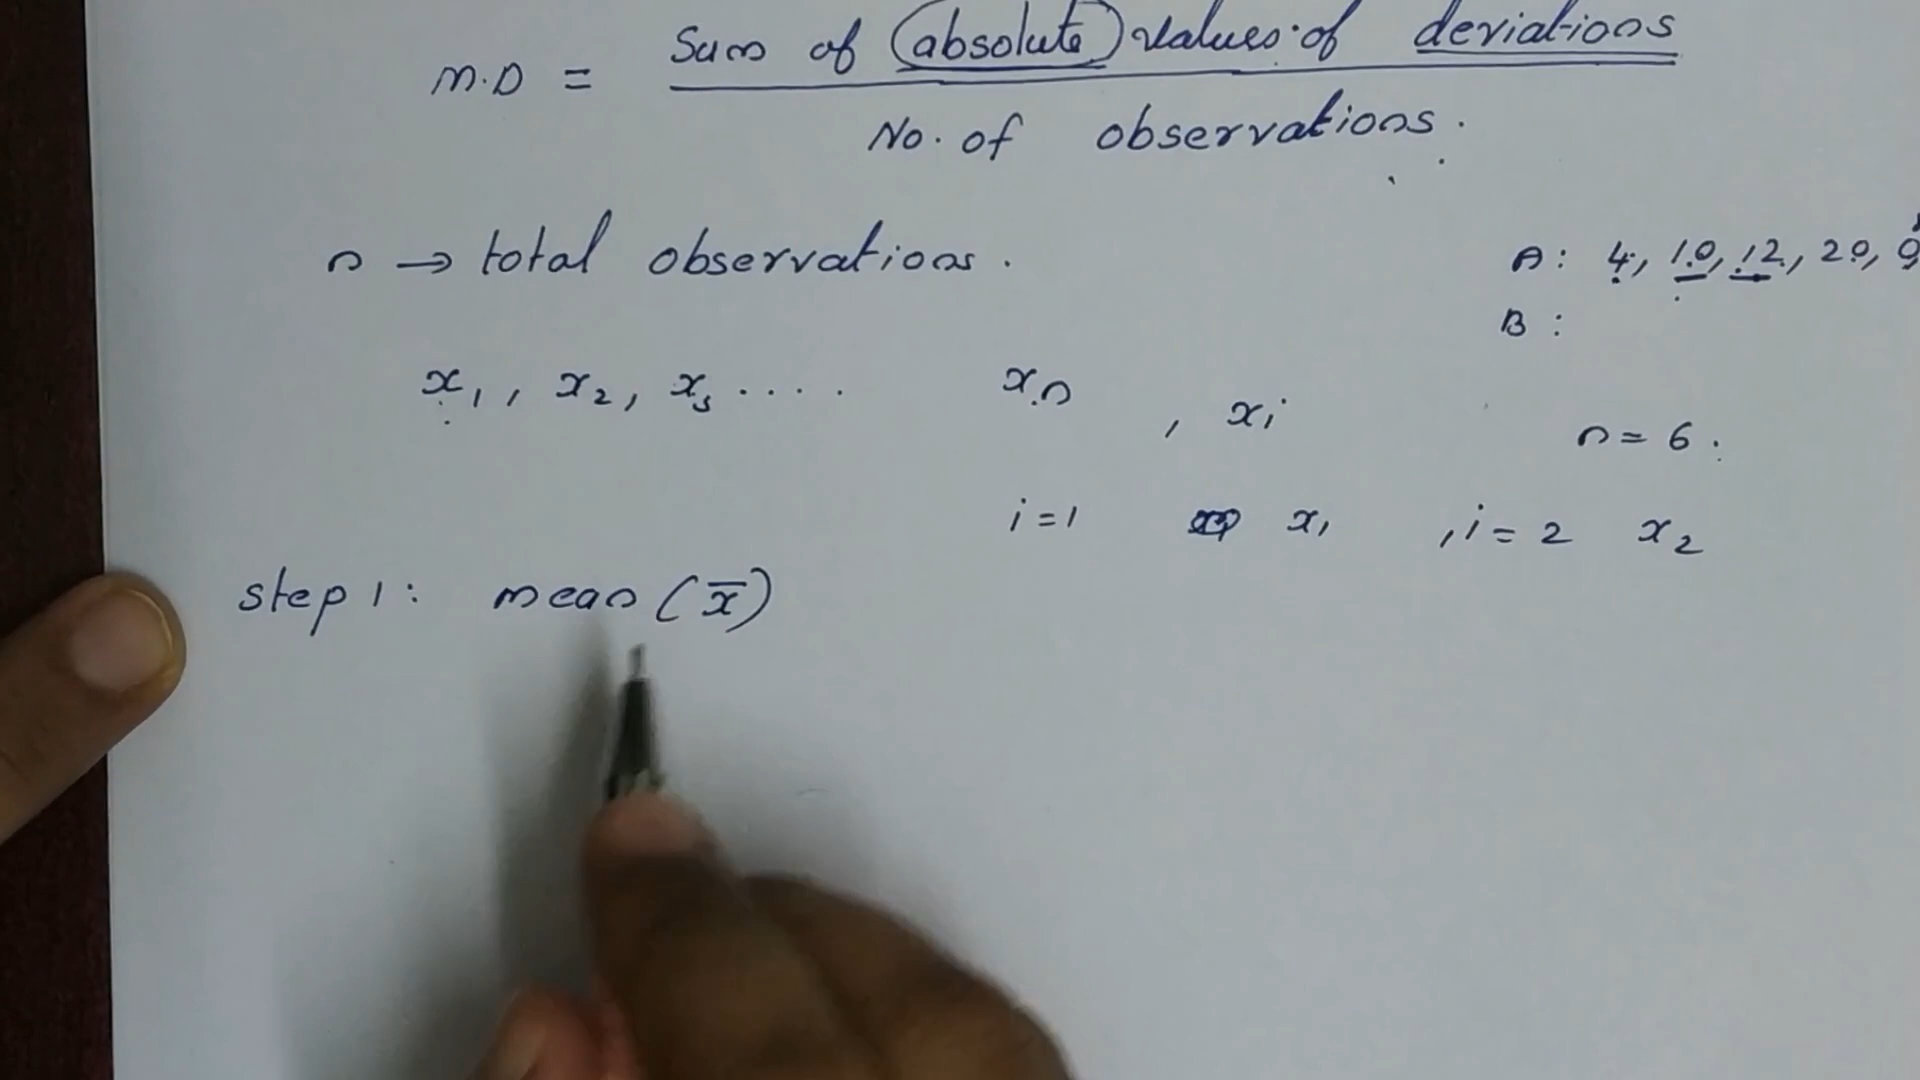 M.D = Sum of absolute values of deviations
No. of observations.
n → total observations.
A: 4, 10, 12, 20,
B :
x1, x2, x3 .... xn , xi
n = 6.
i = 1 x1 , i = 2 x2
step 1: mean (x̄)